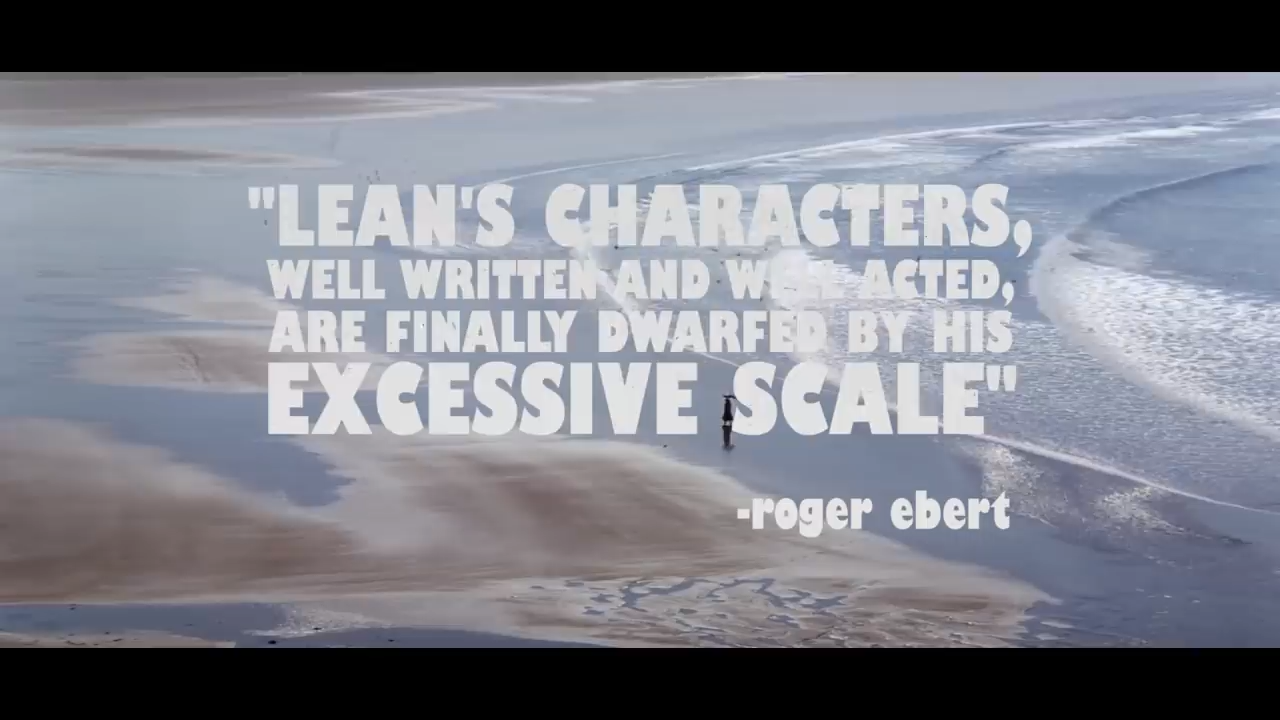 "LEAN'S CHARACTERS,
WELL WRITTEN AND WELL ACTED,
ARE FINALLY DWARFED BY HIS
EXCESSIVE SCALE"
-roger ebert